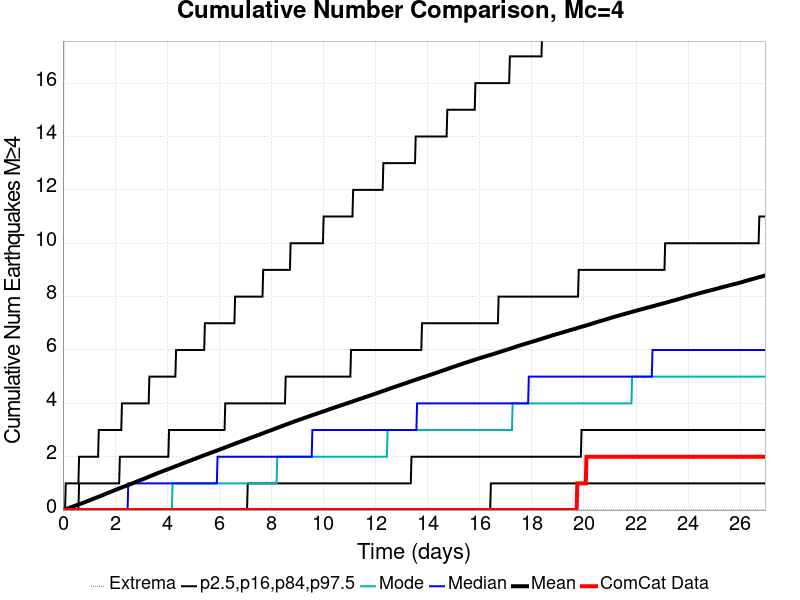 Cumulative Number Comparison, Mc=4
Cumulative Num Earthquakes M≥4
16
14
12
10
8
6
4
2
0
0 2 4 6 8 10 12 14 16 18 20 22 24 26
Time (days)
Extrema p2.5,p16,p84,p97.5 Mode Median Mean ComCat Data